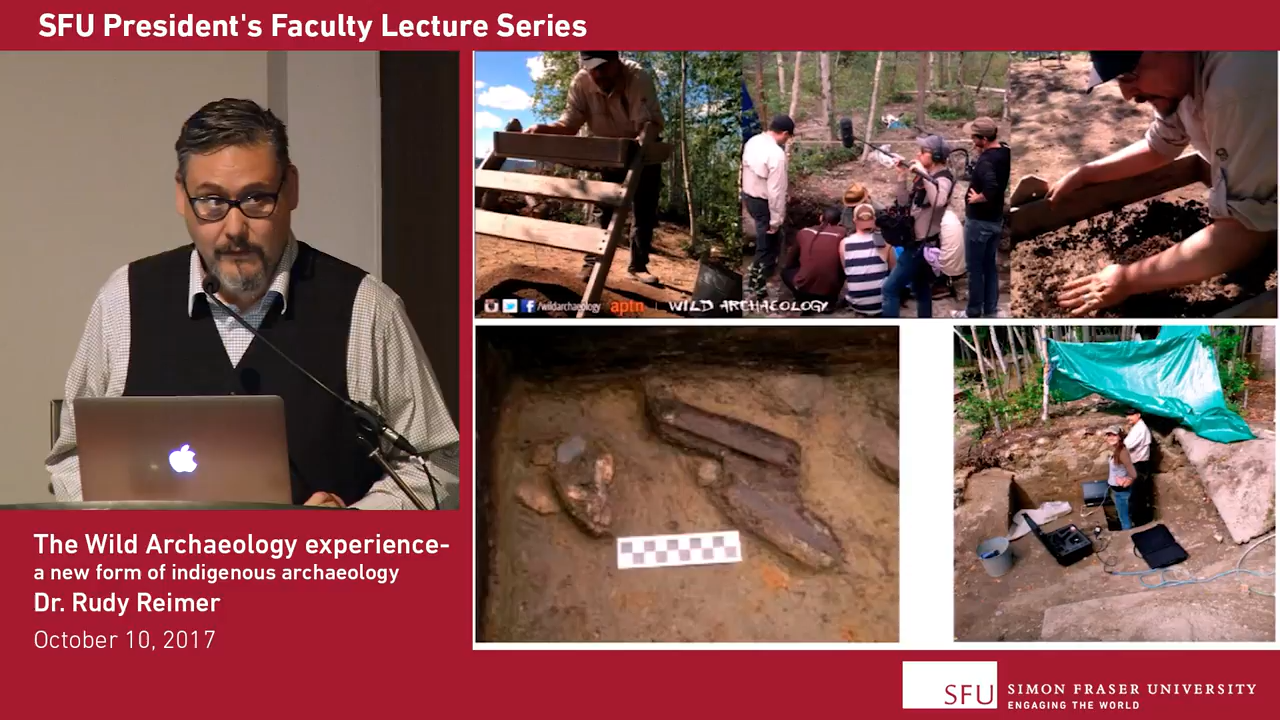 SFU President's Faculty Lecture Series
/wildarchaeology aptn WILD ARCHAEOLOGY
The Wild Archaeology experience-
a new form of indigenous archaeology
Dr. Rudy Reimer
October 10, 2017
SFU SIMON FRASER UNIVERSITY
ENGAGING THE WORLD